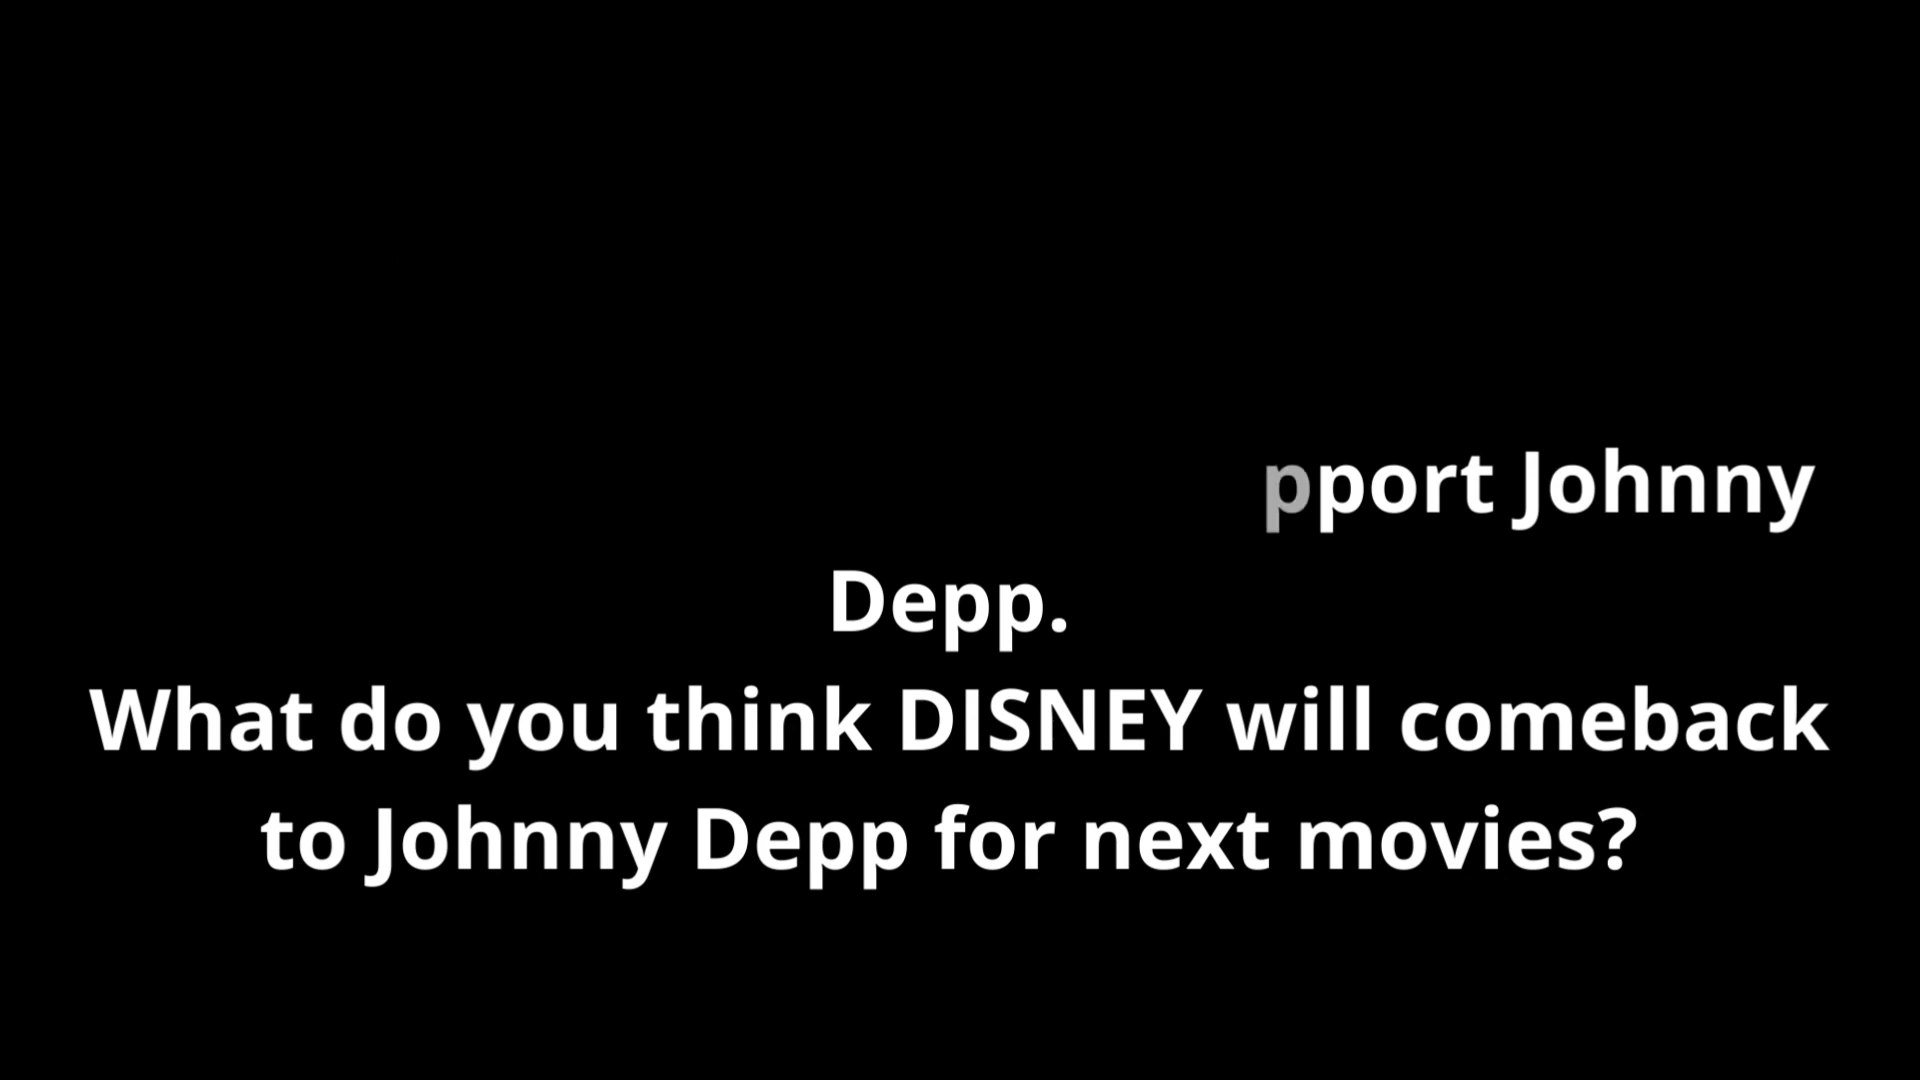 pport Johnny
Depp.
What do you think DISNEY will comeback
to Johnny Depp for next movies?